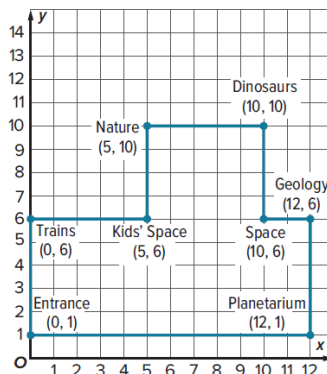 y
14
13
12
11
10
9
8
7
6
5
4
3
2
1
O
1 2 3 4 5 6 7 8 9 10 11 12
x
Dinosaurs
(10, 10)
Nature
(5, 10)
Geology
(12, 6)
Trains
(0, 6)
Kids' Space
(5, 6)
Space
(10, 6)
Entrance
(0, 1)
Planetarium
(12, 1)